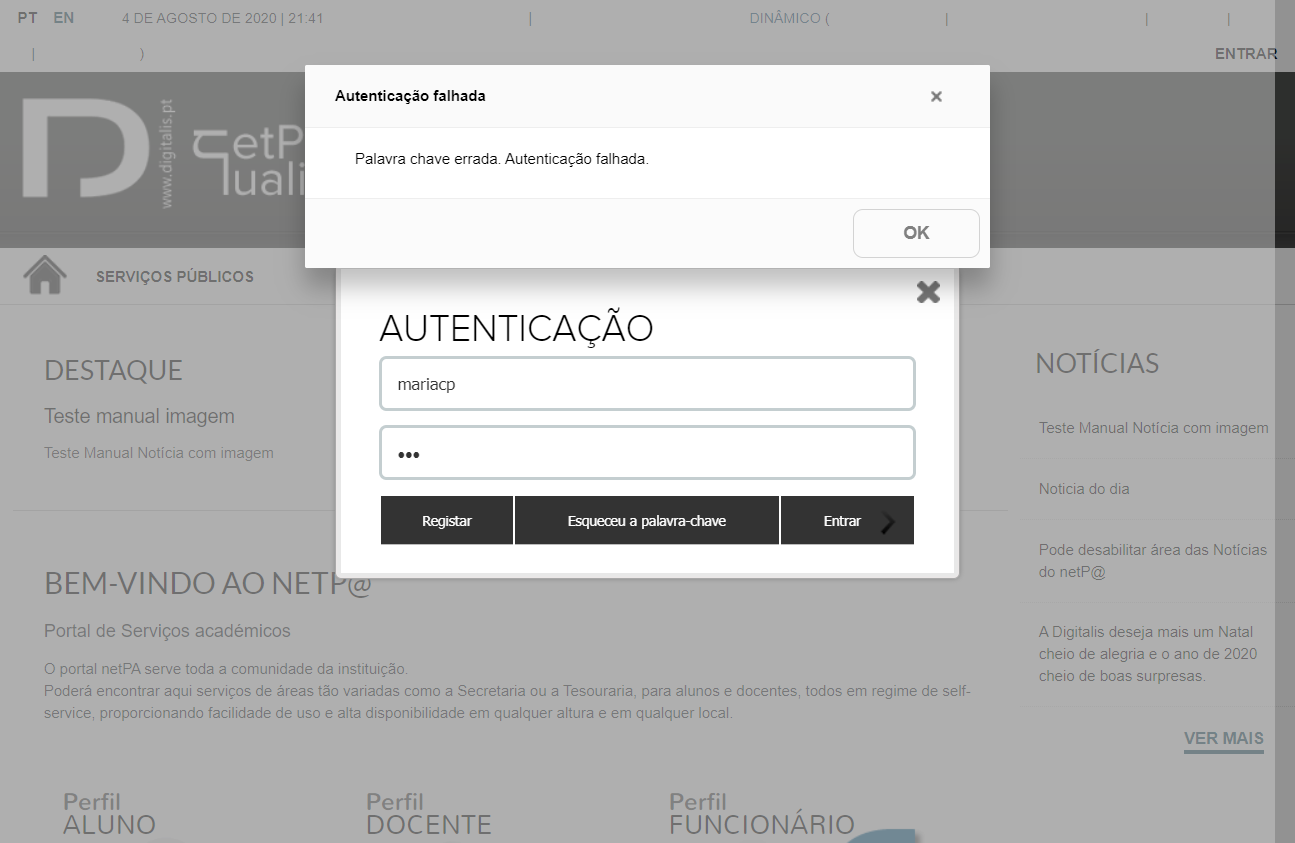 PT EN 4 DE AGOSTO DE 2020 | 21:41 | DINÂMICO ( | | |
| )
ENTRAR
Autenticação falhada
Palavra chave errada. Autenticação falhada.
OK
www.digitalis.pt
SERVIÇOS PÚBLICOS
AUTENTICAÇÃO
mariacp
•••
Registar
Esqueceu a palavra-chave
Entrar
DESTAQUE
Teste manual imagem
Teste Manual Notícia com imagem
BEM-VINDO AO NETP@
Portal de Serviços académicos
O portal netPA serve toda a comunidade da instituição.
Poderá encontrar aqui serviços de áreas tão variadas como a Secretaria ou a Tesouraria, para alunos e docentes, todos em regime de self-
service, proporcionando facilidade de uso e alta disponibilidade em qualquer altura e em qualquer local.
NOTÍCIAS
Teste Manual Notícia com imagem
Noticia do dia
Pode desabilitar área das Notícias
do netP@
A Digitalis deseja mais um Natal
cheio de alegria e o ano de 2020
cheio de boas surpresas.
VER MAIS
Perfil
ALUNO
Perfil
DOCENTE
Perfil
FUNCIONÁRIO